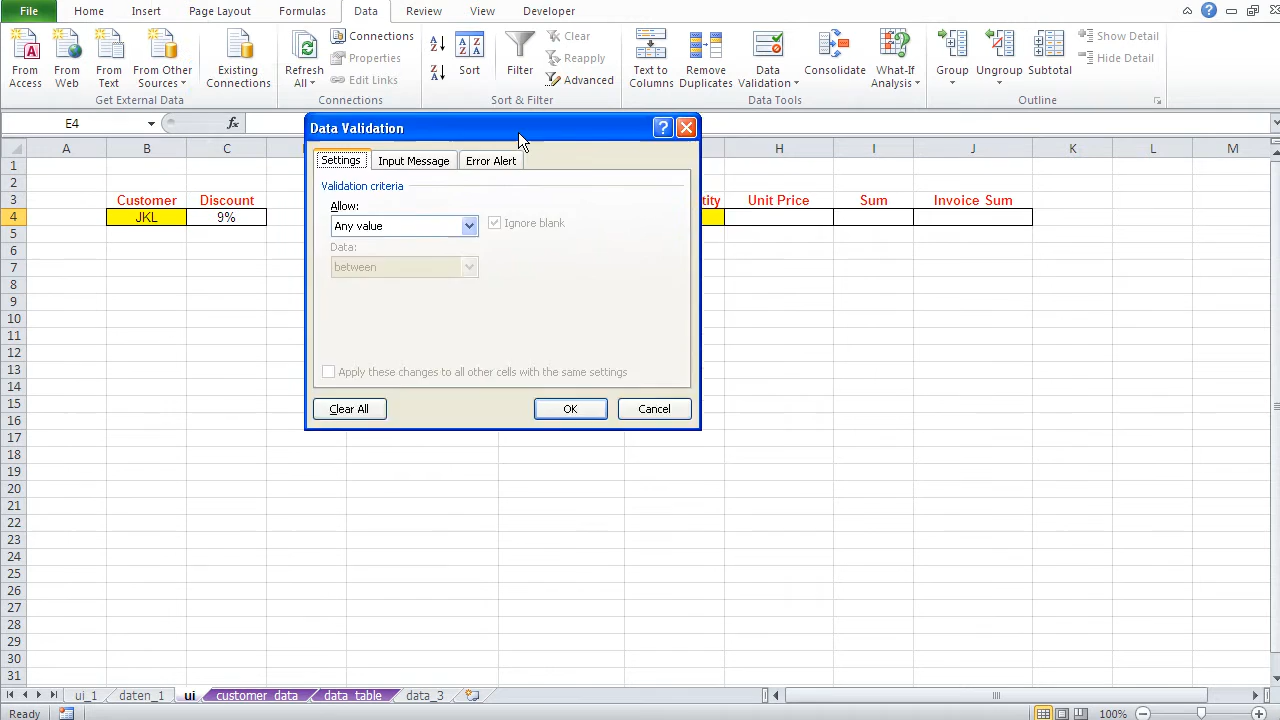 File Home Insert Page Layout Formulas Data Review View Developer
From Access
From Web
From Text
From Other Sources
Existing Connections
Get External Data
Refresh All
Connections
Properties
Edit Links
Connections
Sort
Filter
Clear
Reapply
Advanced
Sort & Filter
Text to Columns
Remove Duplicates
Data Validation
Consolidate
What-If Analysis
Data Tools
Group
Ungroup
Subtotal
Show Detail
Hide Detail
Outline
E4 fx
A B C H I J K L M
1
2
3 Customer Discount Unit Price Sum Invoice Sum
4 JKL 9%
5
6
7
8
9
10
11
12
13
14
15
16
17
18
19
20
21
22
23
24
25
26
27
28
29
30
31
Data Validation
Settings Input Message Error Alert
Validation criteria
Allow:
Any value Ignore blank
Data:
between
Apply these changes to all other cells with the same settings
Clear All OK Cancel
ui_1 daten_1 ui customer_data data_table data_3
Ready 100%